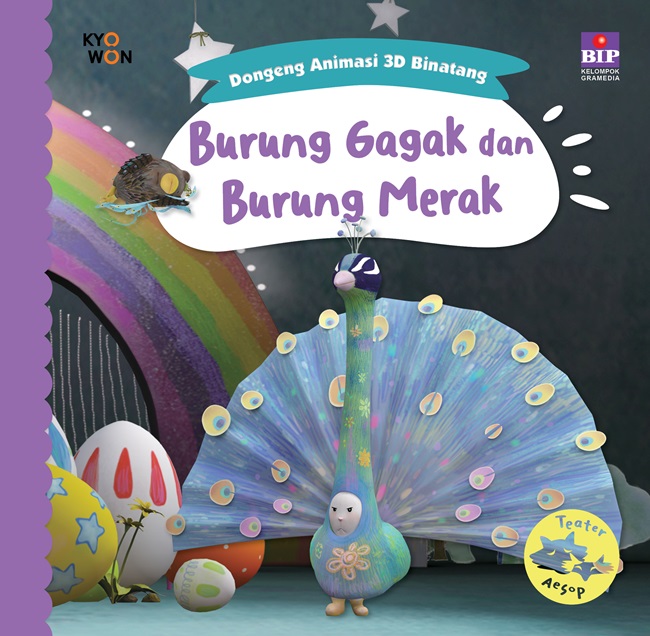 KYO
WON
Dongeng Animasi 3D Binatang
BIP
KELOMPOK
GRAMEDIA
Burung Gagak dan
Burung Merak
Teater
Aesop